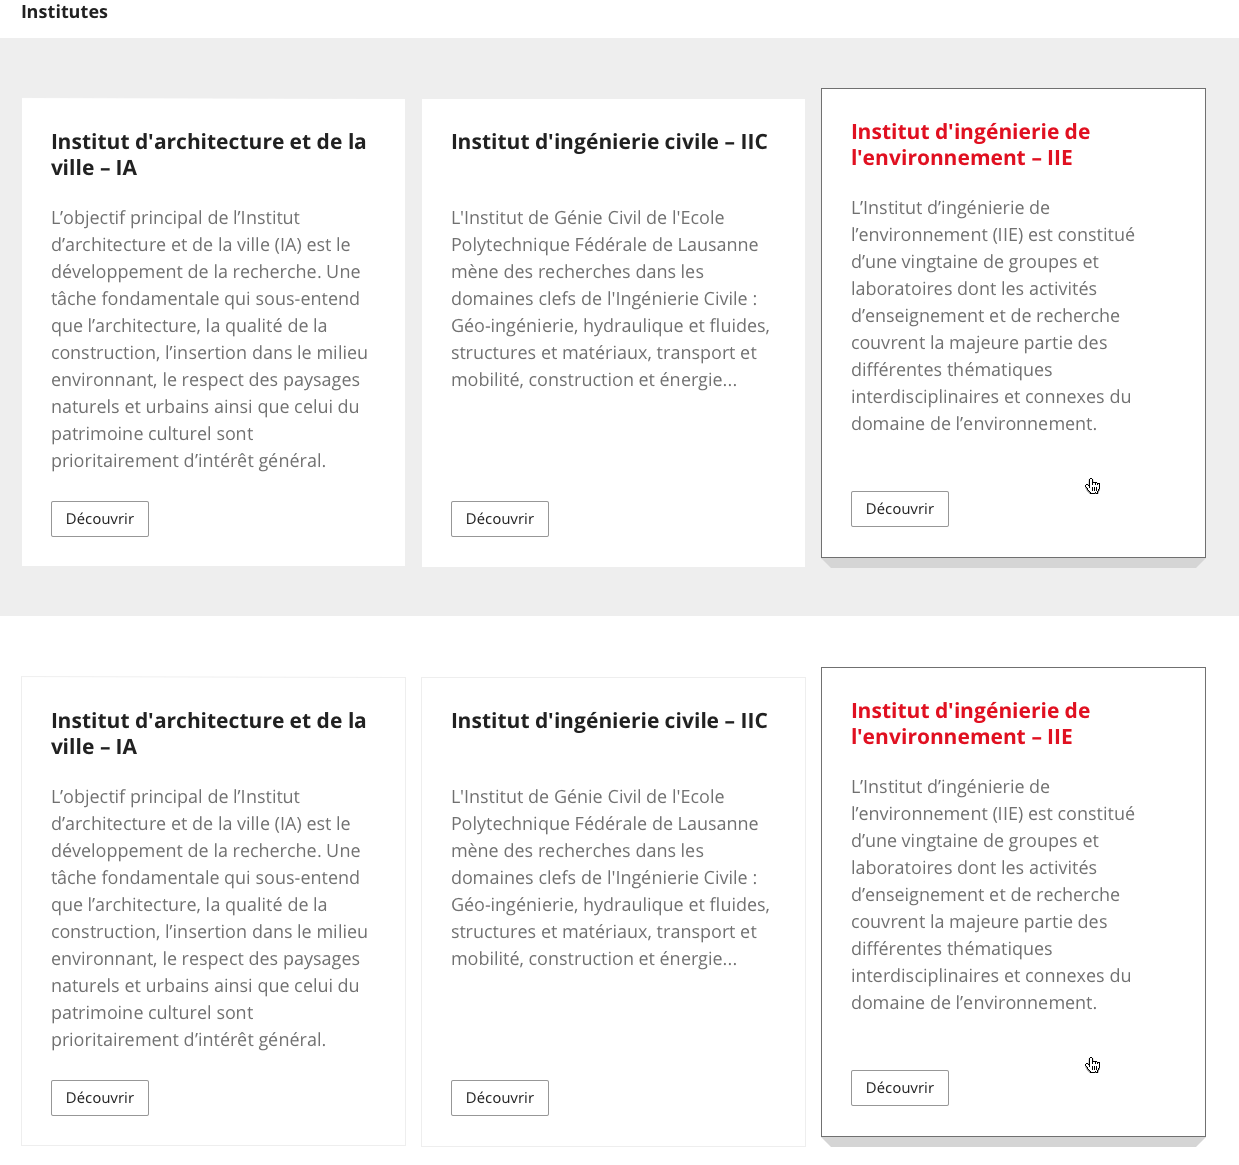 Institutes
Institut d'architecture et de la
ville – IA
L’objectif principal de l’Institut
d’architecture et de la ville (IA) est le
développement de la recherche. Une
tâche fondamentale qui sous-entend
que l’architecture, la qualité de la
construction, l’insertion dans le milieu
environnant, le respect des paysages
naturels et urbains ainsi que celui du
patrimoine culturel sont
prioritairement d’intérêt général.
Découvrir
Institut d'ingénierie civile – IIC
L'Institut de Génie Civil de l'Ecole
Polytechnique Fédérale de Lausanne
mène des recherches dans les
domaines clefs de l'Ingénierie Civile :
Géo-ingénierie, hydraulique et fluides,
structures et matériaux, transport et
mobilité, construction et énergie...
Découvrir
Institut d'ingénierie de
l'environnement – IIE
L’Institut d’ingénierie de
l’environnement (IIE) est constitué
d’une vingtaine de groupes et
laboratoires dont les activités
d’enseignement et de recherche
couvrent la majeure partie des
différentes thématiques
interdisciplinaires et connexes du
domaine de l’environnement.
Découvrir
Institut d'architecture et de la
ville – IA
L’objectif principal de l’Institut
d’architecture et de la ville (IA) est le
développement de la recherche. Une
tâche fondamentale qui sous-entend
que l’architecture, la qualité de la
construction, l’insertion dans le milieu
environnant, le respect des paysages
naturels et urbains ainsi que celui du
patrimoine culturel sont
prioritairement d’intérêt général.
Découvrir
Institut d'ingénierie civile – IIC
L'Institut de Génie Civil de l'Ecole
Polytechnique Fédérale de Lausanne
mène des recherches dans les
domaines clefs de l'Ingénierie Civile :
Géo-ingénierie, hydraulique et fluides,
structures et matériaux, transport et
mobilité, construction et énergie...
Découvrir
Institut d'ingénierie de
l'environnement – IIE
L’Institut d’ingénierie de
l’environnement (IIE) est constitué
d’une vingtaine de groupes et
laboratoires dont les activités
d’enseignement et de recherche
couvrent la majeure partie des
différentes thématiques
interdisciplinaires et connexes du
domaine de l’environnement.
Découvrir